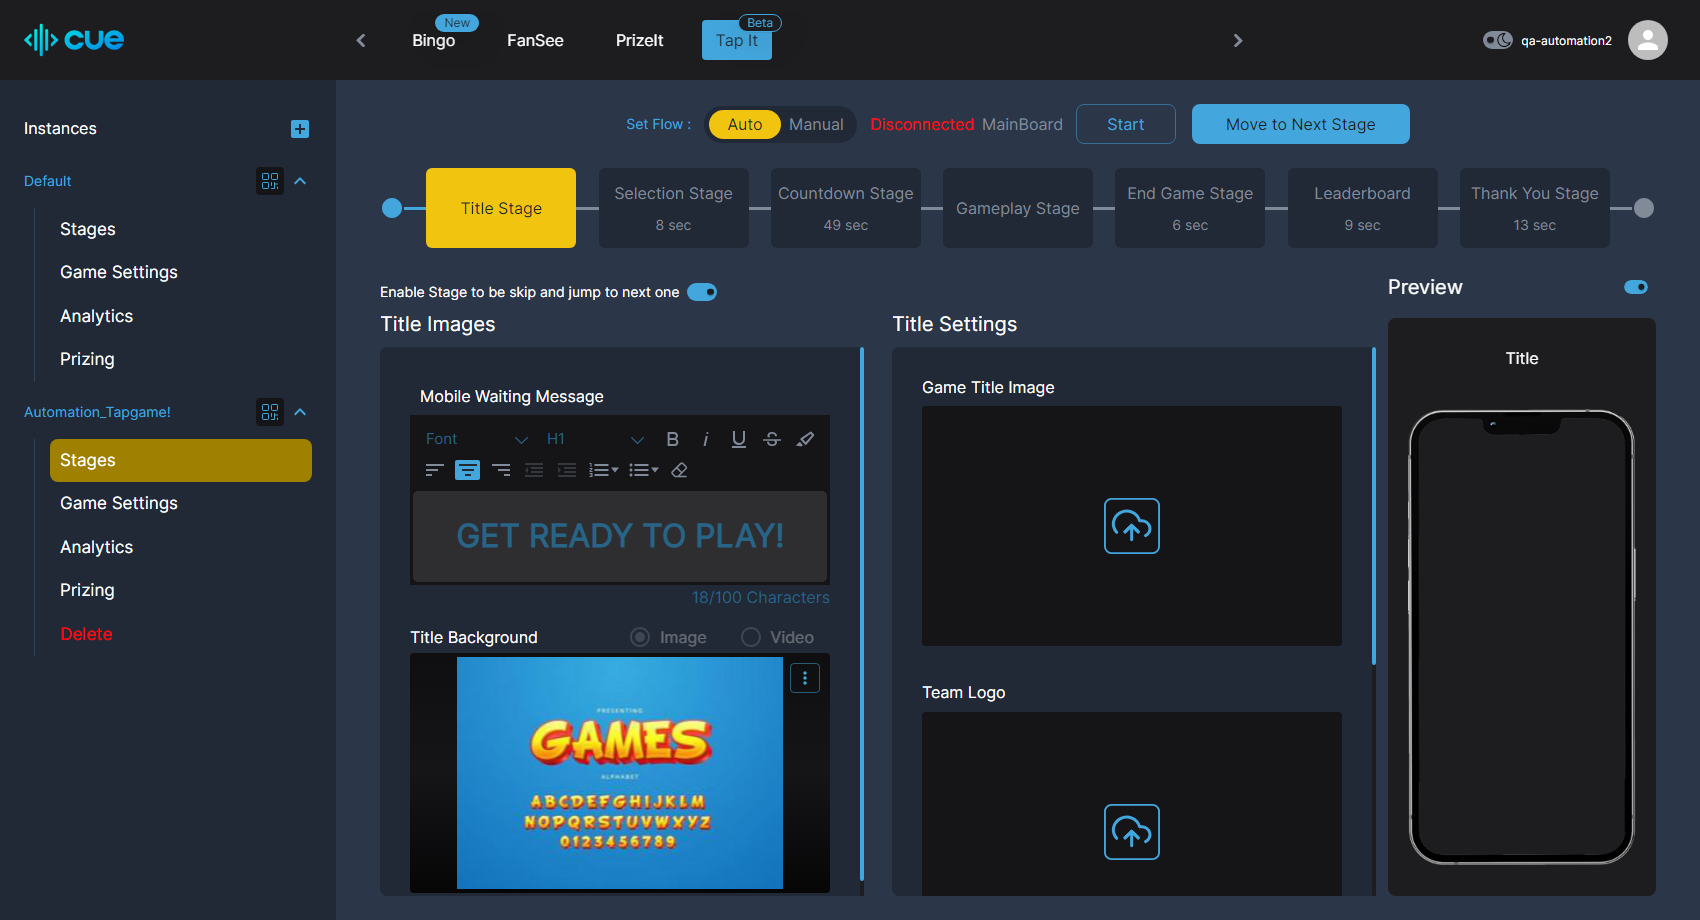 cue
New
Bingo
FanSee
PrizeIt
Beta
Tap It
qa-automation2
Instances
Default
Stages
Game Settings
Analytics
Prizing
Automation_Tapgame!
Stages
Game Settings
Analytics
Prizing
Delete
Set Flow :
Auto
Manual
Disconnected MainBoard
Start
Move to Next Stage
Title Stage
Selection Stage
8 sec
Countdown Stage
49 sec
Gameplay Stage
End Game Stage
6 sec
Leaderboard
9 sec
Thank You Stage
13 sec
Enable Stage to be skip and jump to next one
Title Images
Mobile Waiting Message
Font
H1
B
i
U
S
GET READY TO PLAY!
18/100 Characters
Title Background
Image
Video
PRESENTING
GAMES
ALPHABET
ABCDEFGHIJKLM
NOPQRSTUVWXYZ
0123456789
Title Settings
Game Title Image
Team Logo
Preview
Title